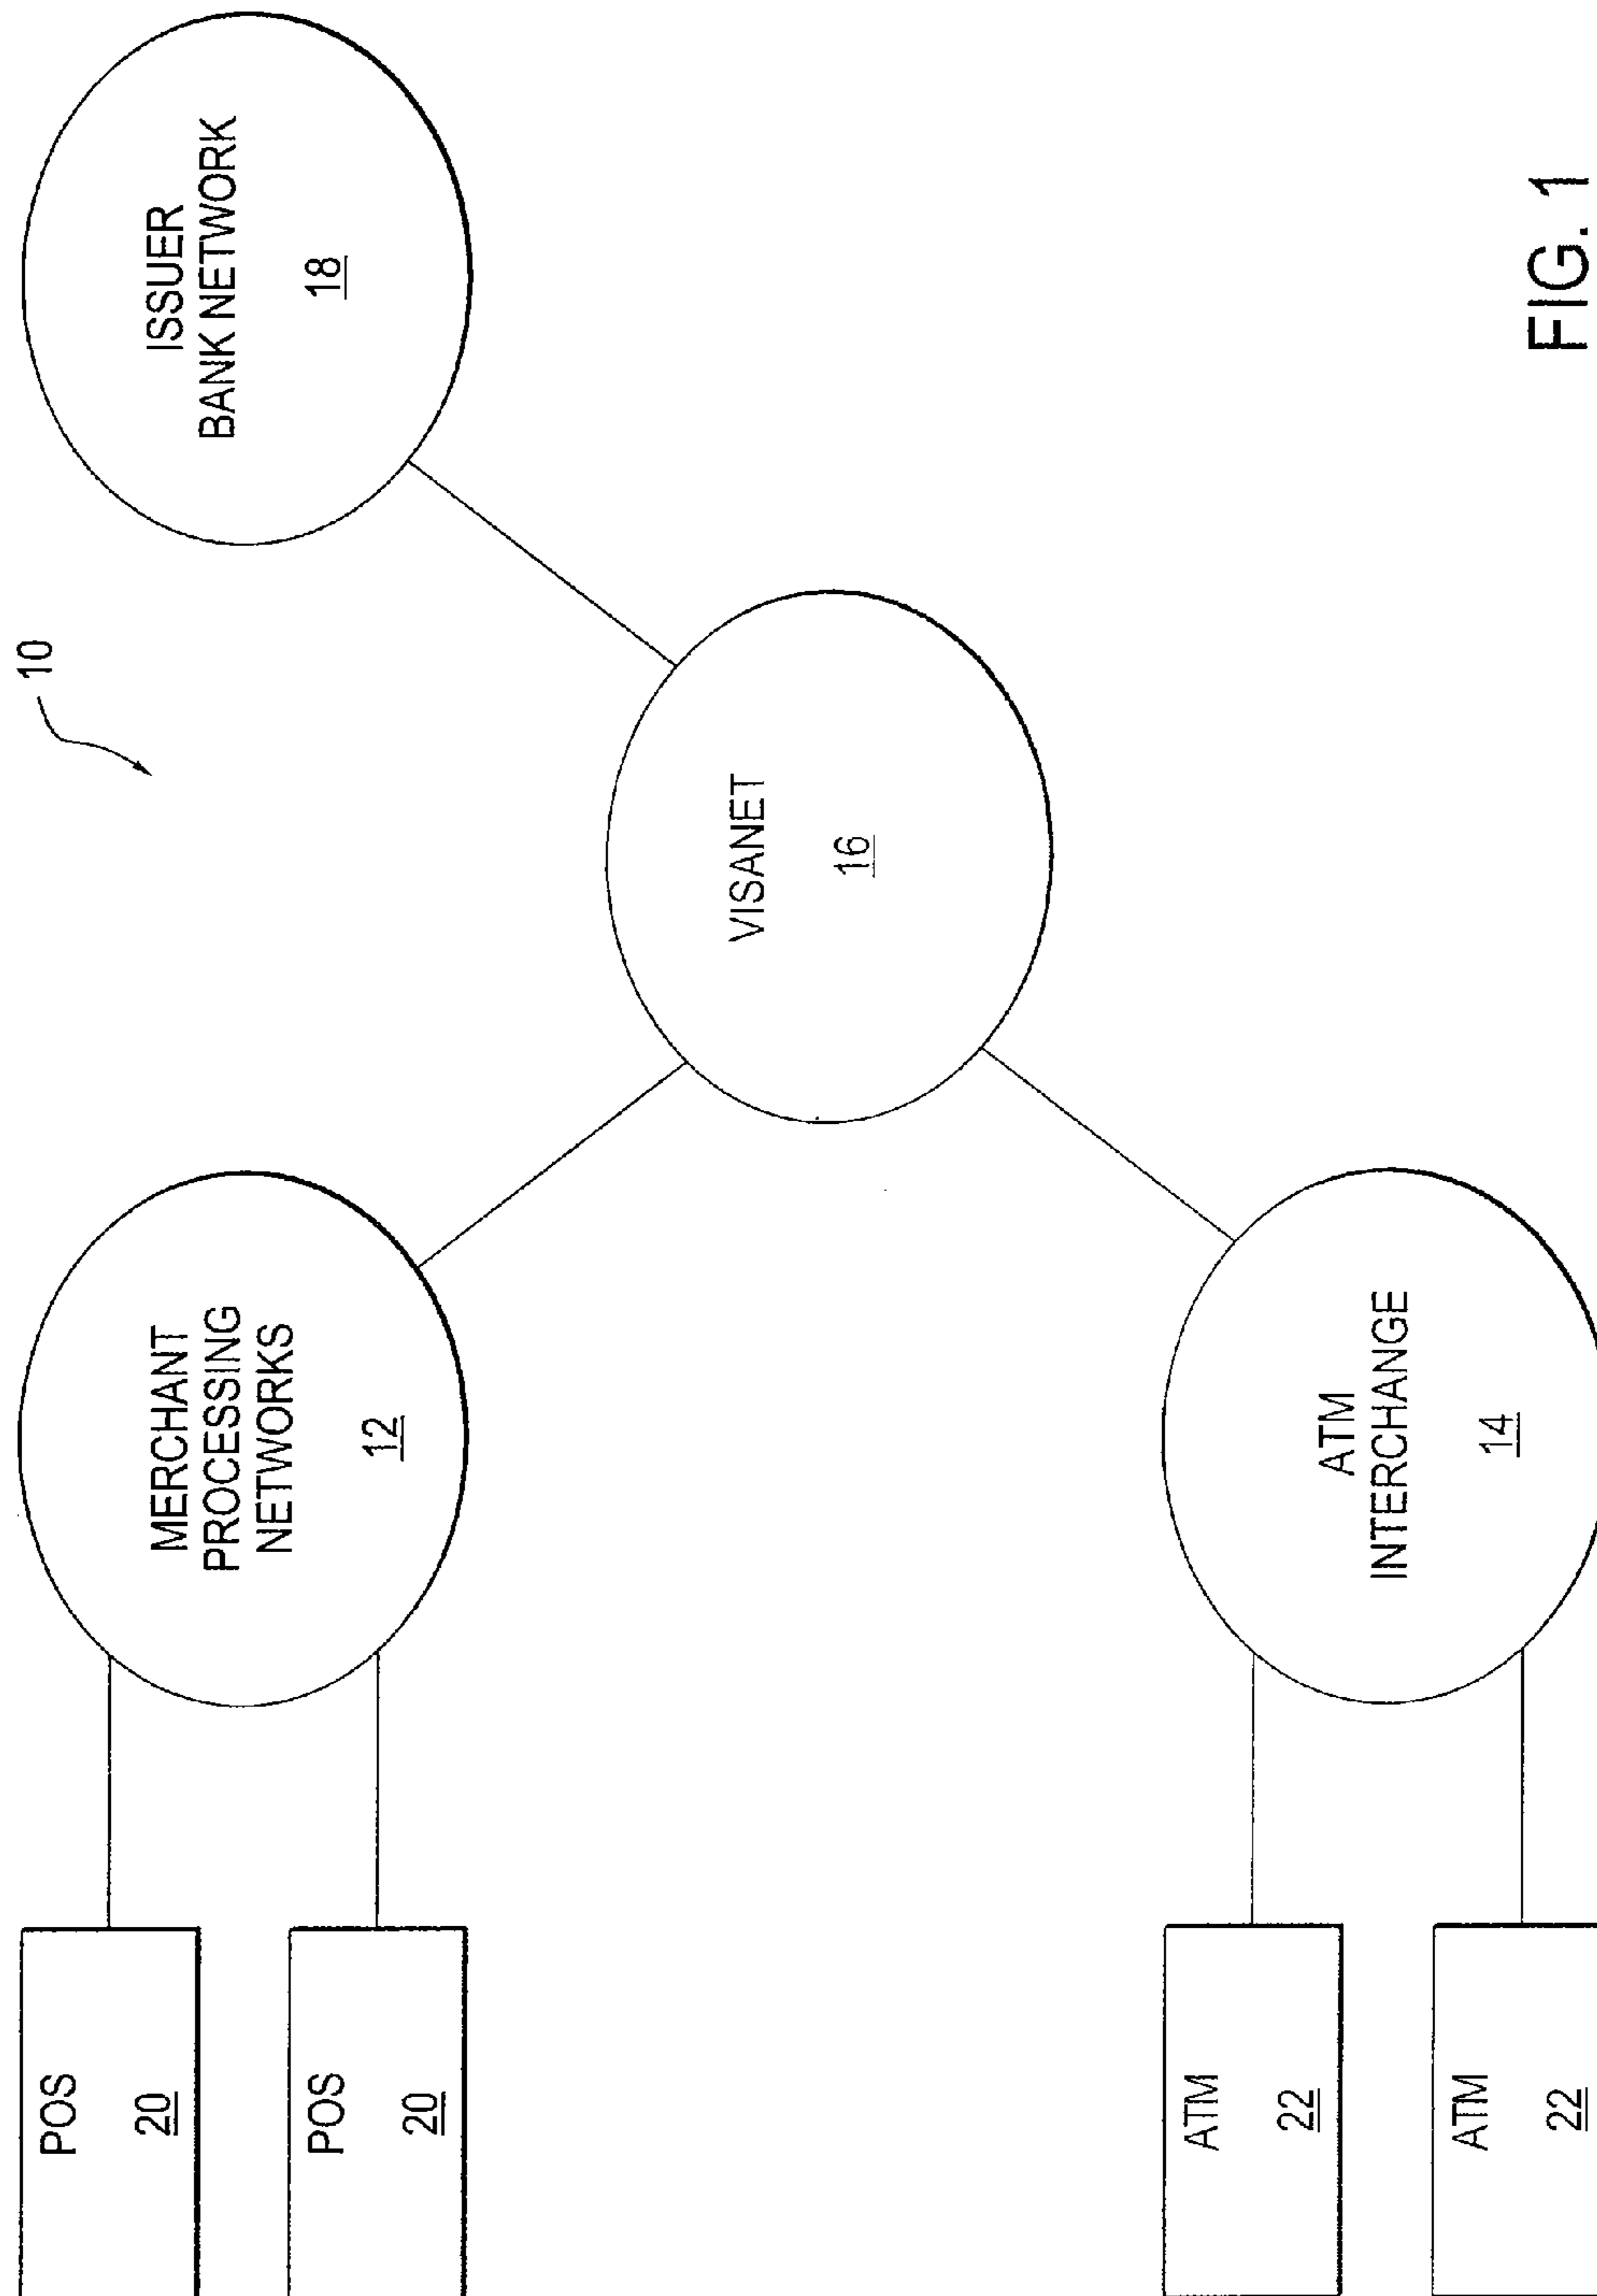 10
POS
20
POS
20
MERCHANT
PROCESSING
NETWORKS
12
ISSUER
BANK NETWORK
18
VISANET
16
ATM
22
ATM
22
ATM
INTERCHANGE
14
FIG. 1